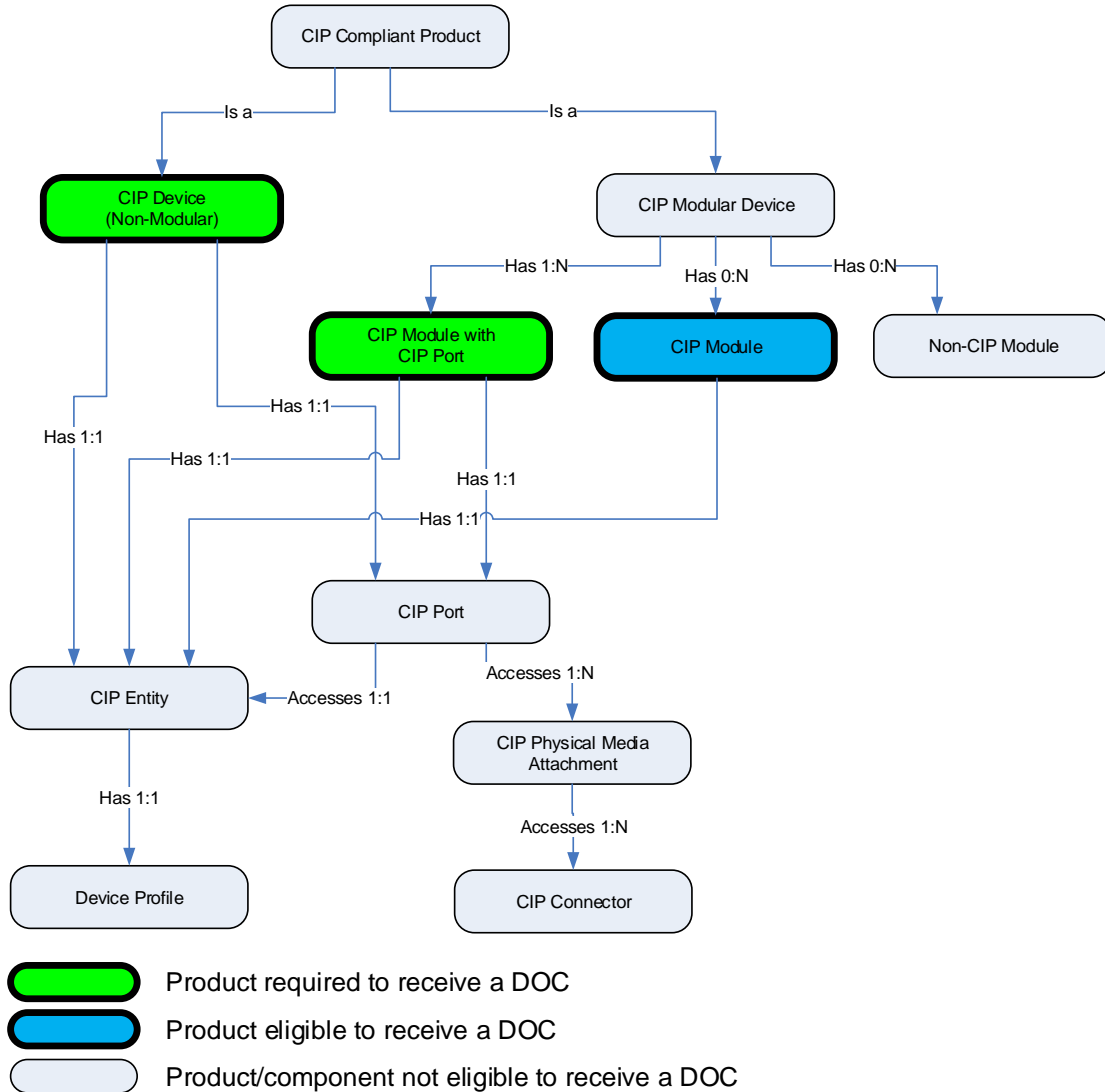 CIP Compliant Product
Is a
Is a
CIP Device
(Non-Modular)
CIP Modular Device
Has 1:N
Has 0:N
Has 0:N
CIP Module with
CIP Port
CIP Module
Non-CIP Module
Has 1:1
Has 1:1
Has 1:1
Has 1:1
Has 1:1
CIP Port
CIP Entity
Accesses 1:1
Accesses 1:N
CIP Physical Media
Attachment
Has 1:1
Accesses 1:N
Device Profile
CIP Connector
Product required to receive a DOC
Product eligible to receive a DOC
Product/component not eligible to receive a DOC